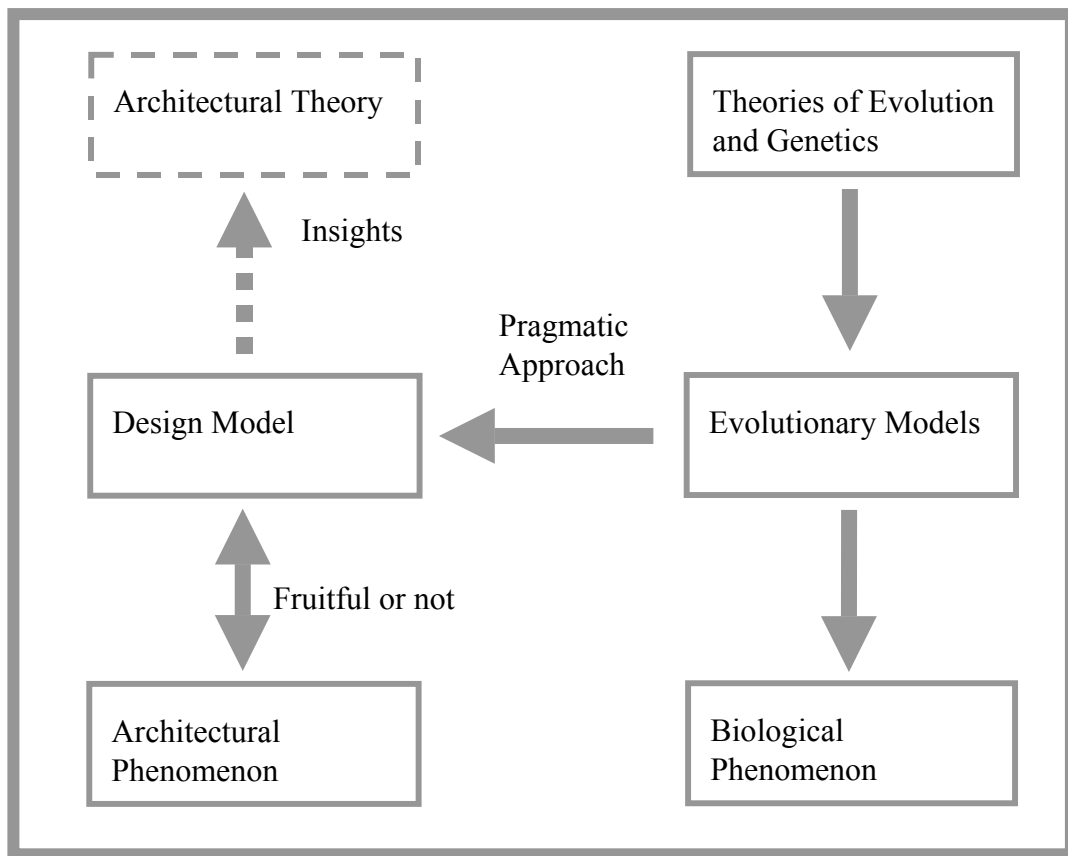 Architectural Theory
Theories of Evolution
and Genetics
Insights
Pragmatic
Approach
Design Model
Evolutionary Models
Fruitful or not
Architectural
Phenomenon
Biological
Phenomenon